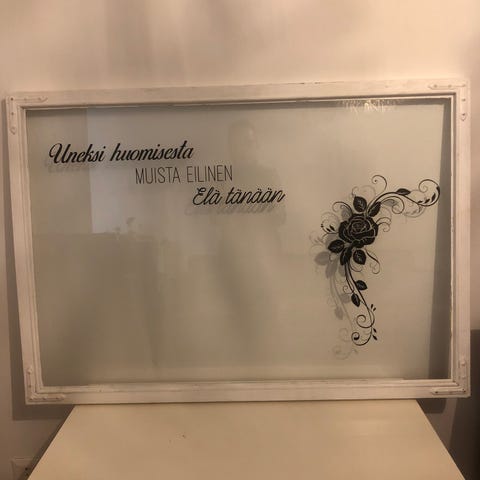 Uneksi huomisesta
MUISTA EILINEN
Elä tänään